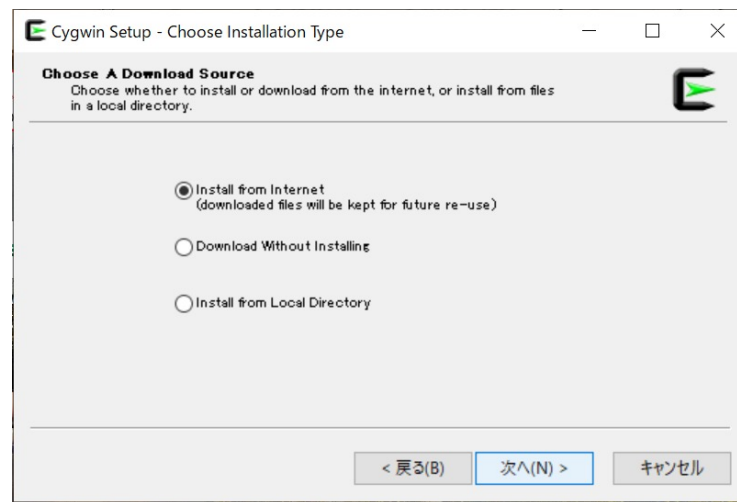 Cygwin Setup - Choose Installation Type
Choose A Download Source
Choose whether to install or download from the internet, or install from files
in a local directory.
Install from Internet
(downloaded files will be kept for future re-use)
Download Without Installing
Install from Local Directory
< 戻る(B)
次へ(N) >
キャンセル